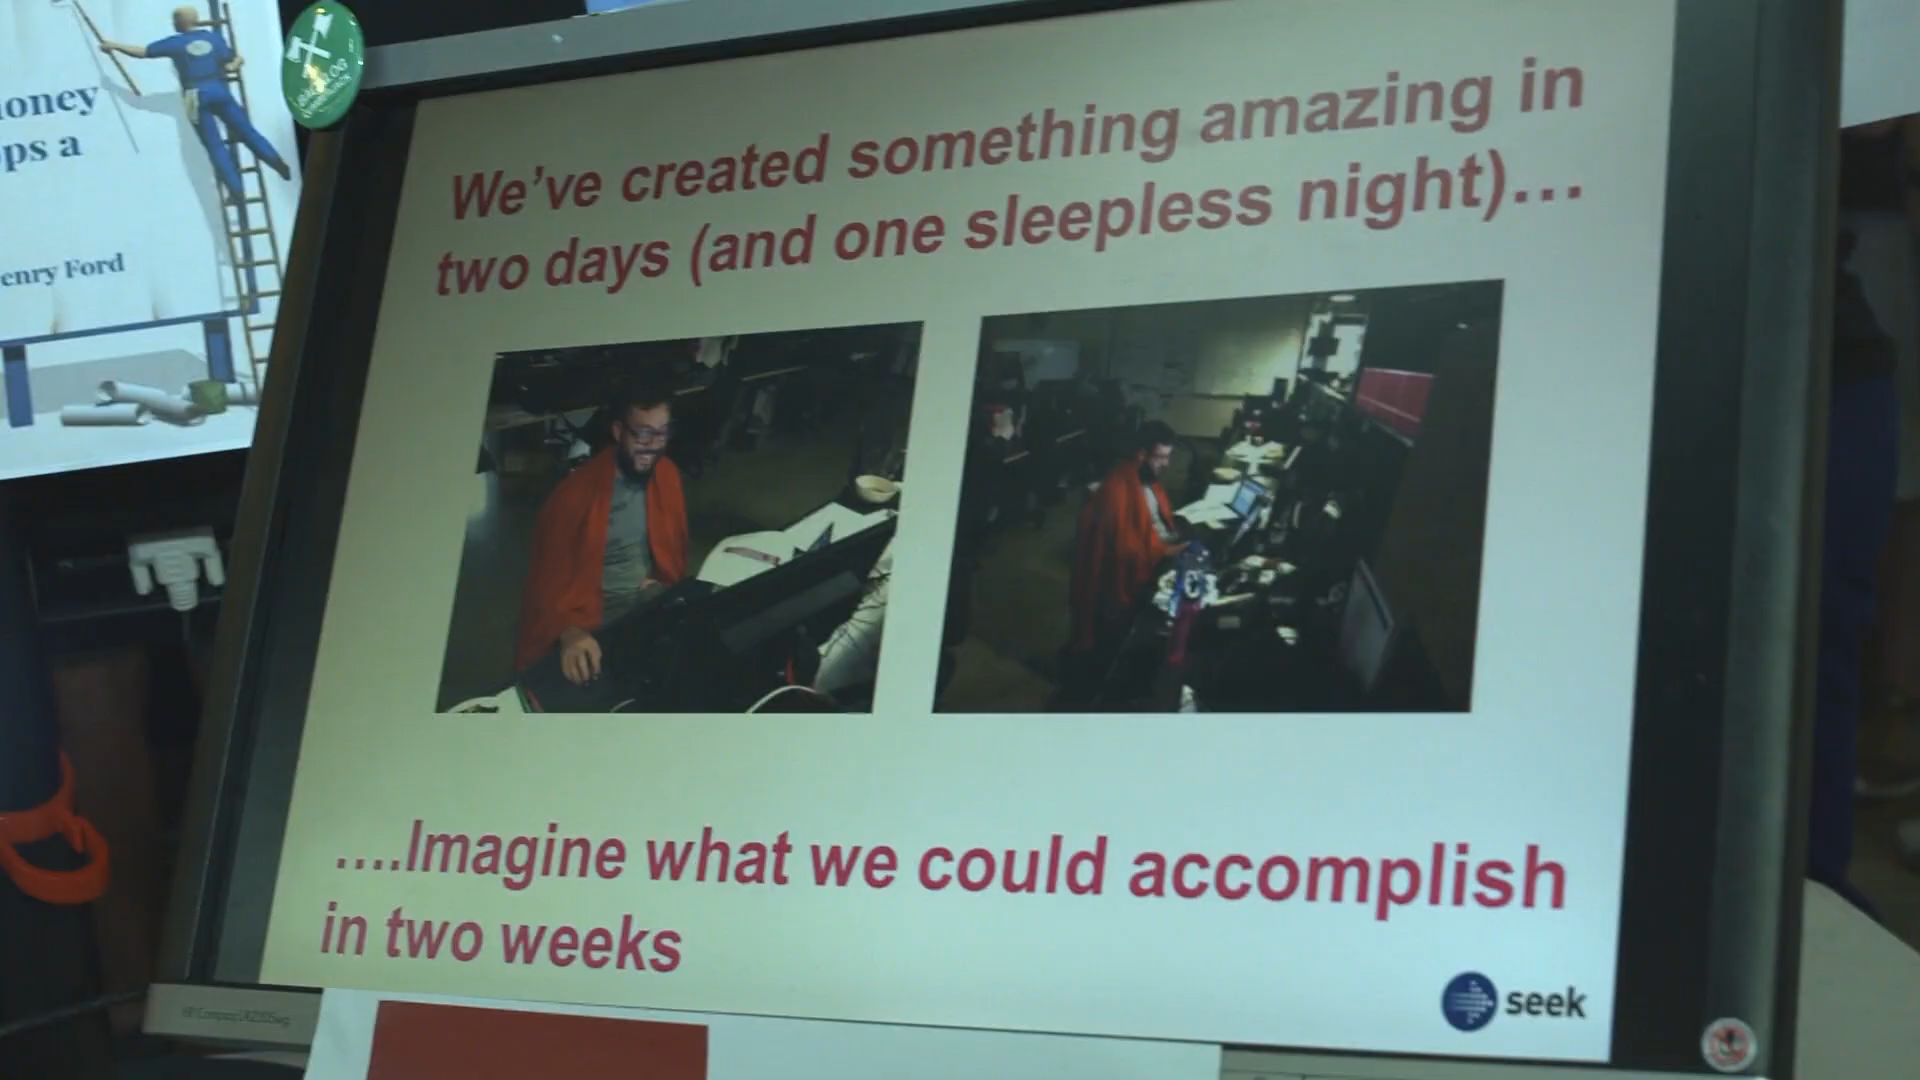 oney
ps a
enry Ford
We've created something amazing in
two days (and one sleepless night)...
....Imagine what we could accomplish
in two weeks
seek